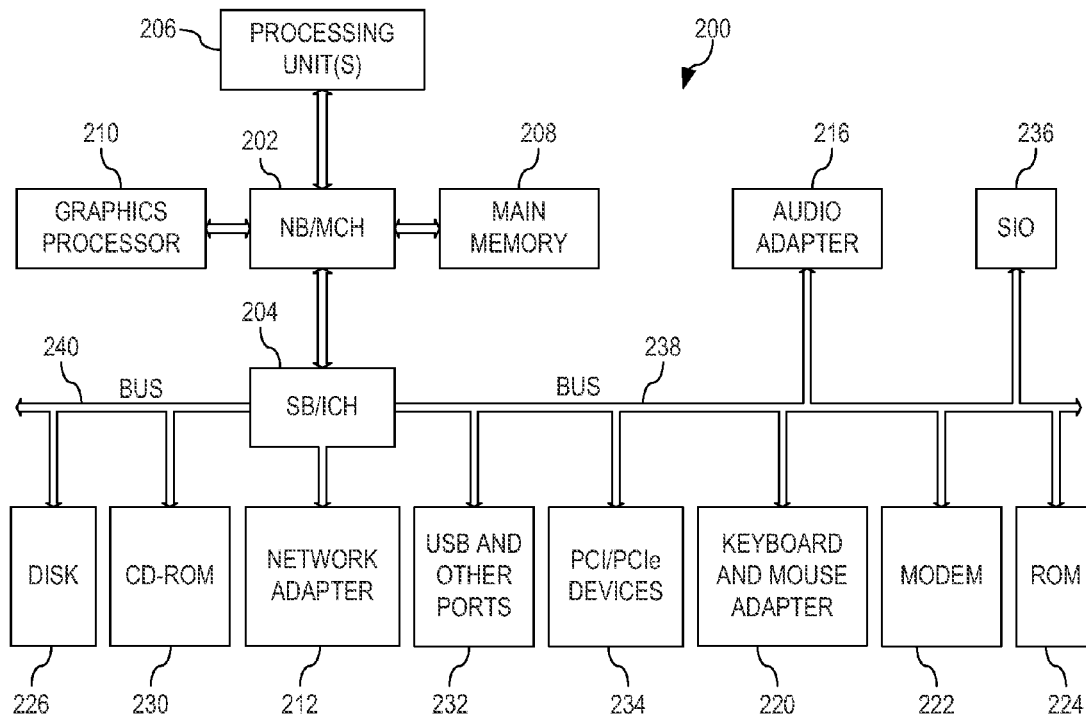 206
PROCESSING
UNIT(S)
200
210
202
208
216
236
GRAPHICS
PROCESSOR
NB/MCH
MAIN
MEMORY
AUDIO
ADAPTER
SIO
204
240
BUS
SB/ICH
BUS
238
DISK
CD-ROM
NETWORK
ADAPTER
USB AND
OTHER
PORTS
PCI/PCIe
DEVICES
KEYBOARD
AND MOUSE
ADAPTER
MODEM
ROM
226
230
212
232
234
220
222
224